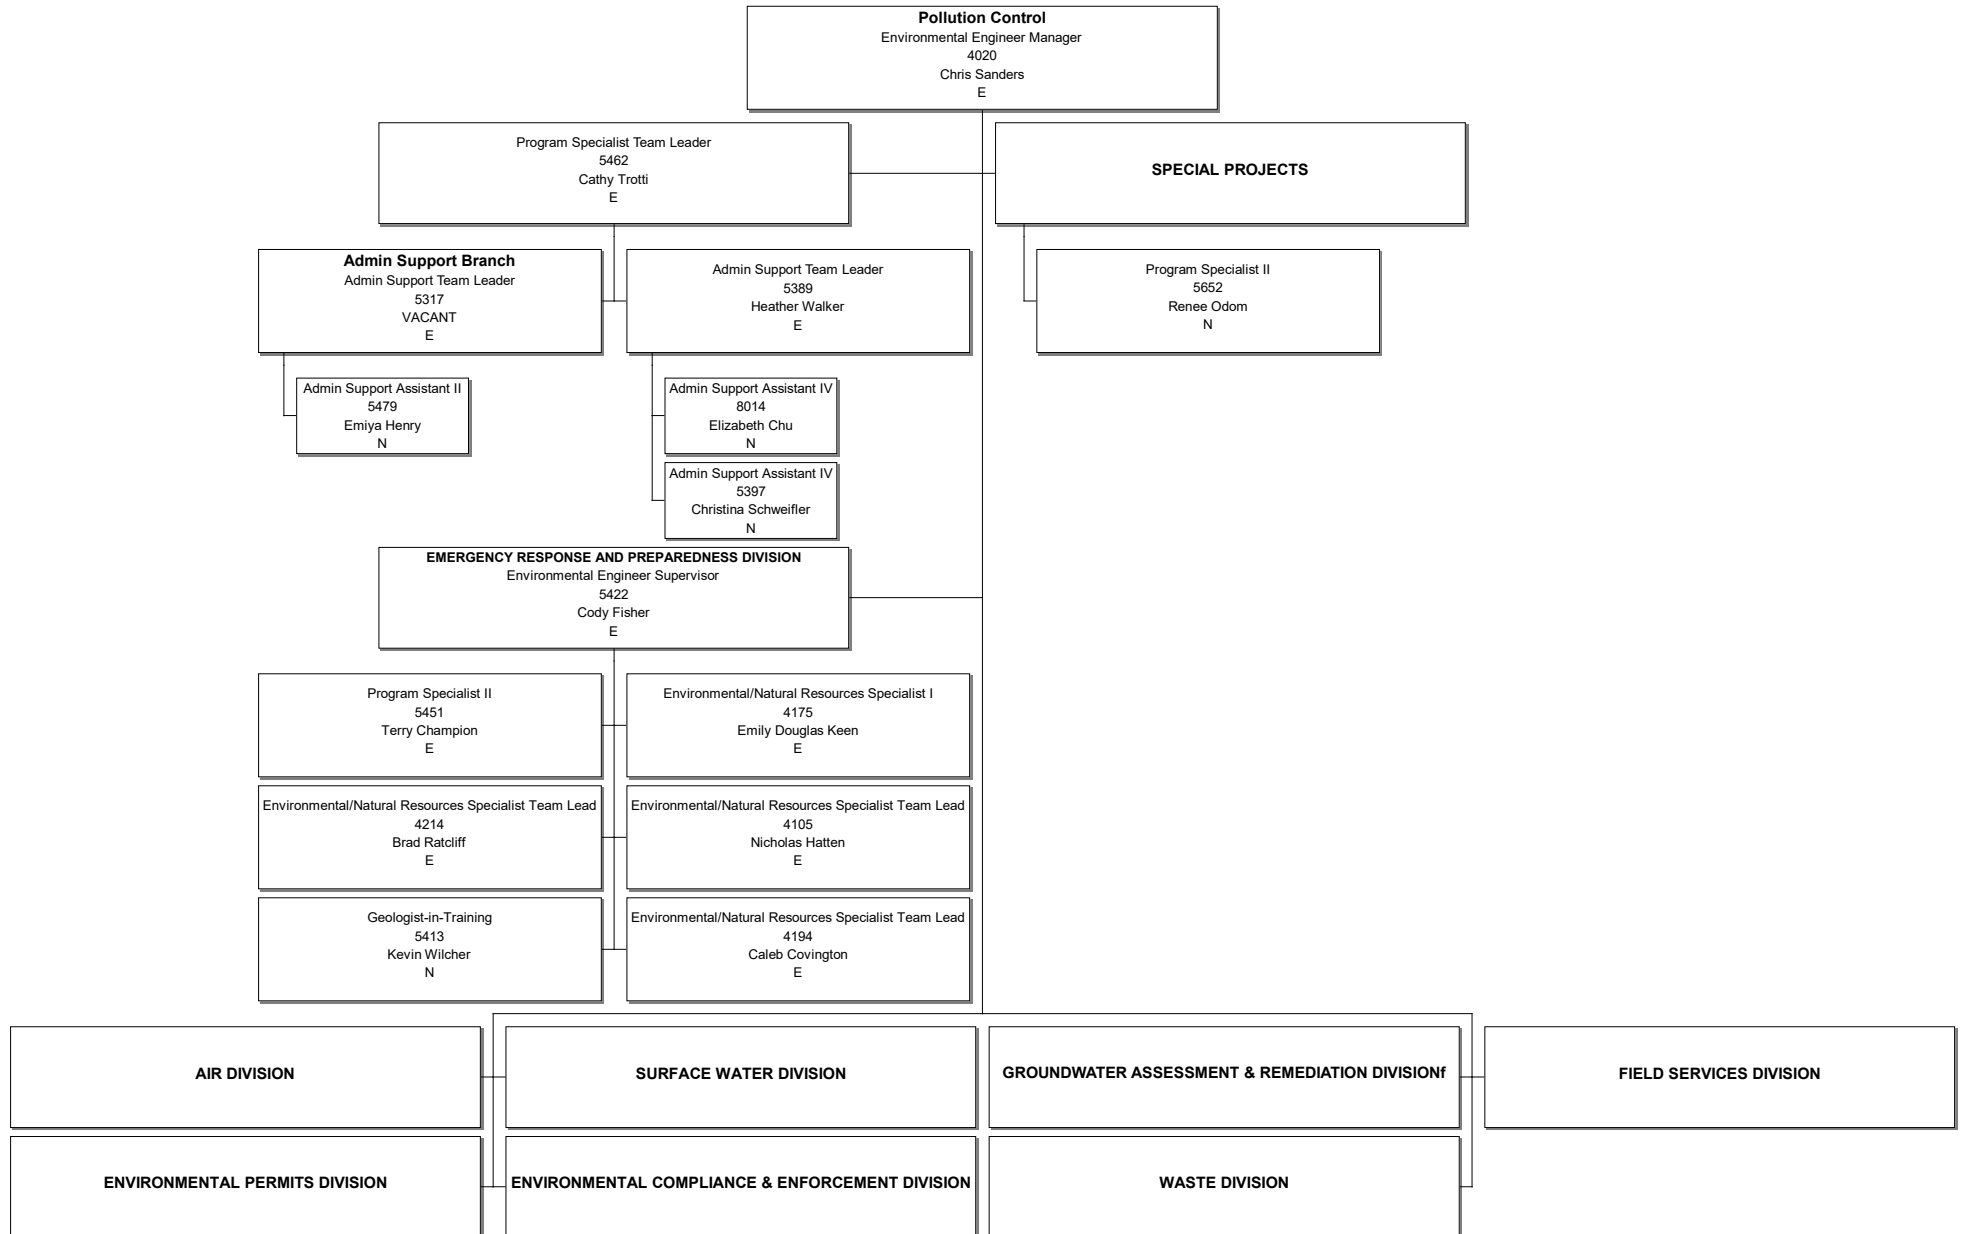 Pollution Control
Environmental Engineer Manager
4020
Chris Sanders
E
Program Specialist Team Leader
5462
Cathy Trotti
E
SPECIAL PROJECTS
Admin Support Branch
Admin Support Team Leader
5317
VACANT
E
Admin Support Team Leader
5389
Heather Walker
E
Program Specialist II
5652
Renee Odom
N
Admin Support Assistant II
5479
Emiya Henry
N
Admin Support Assistant IV
8014
Elizabeth Chu
N
Admin Support Assistant IV
5397
Christina Schweifler
N
EMERGENCY RESPONSE AND PREPAREDNESS DIVISION
Environmental Engineer Supervisor
5422
Cody Fisher
E
Program Specialist II
5451
Terry Champion
E
Environmental/Natural Resources Specialist I
4175
Emily Douglas Keen
E
Environmental/Natural Resources Specialist Team Lead
4214
Brad Ratcliff
E
Environmental/Natural Resources Specialist Team Lead
4105
Nicholas Hatten
E
Geologist-in-Training
5413
Kevin Wilcher
N
Environmental/Natural Resources Specialist Team Lead
4194
Caleb Covington
E
AIR DIVISION
SURFACE WATER DIVISION
GROUNDWATER ASSESSMENT & REMEDIATION DIVISIONf
FIELD SERVICES DIVISION
ENVIRONMENTAL PERMITS DIVISION
ENVIRONMENTAL COMPLIANCE & ENFORCEMENT DIVISION
WASTE DIVISION